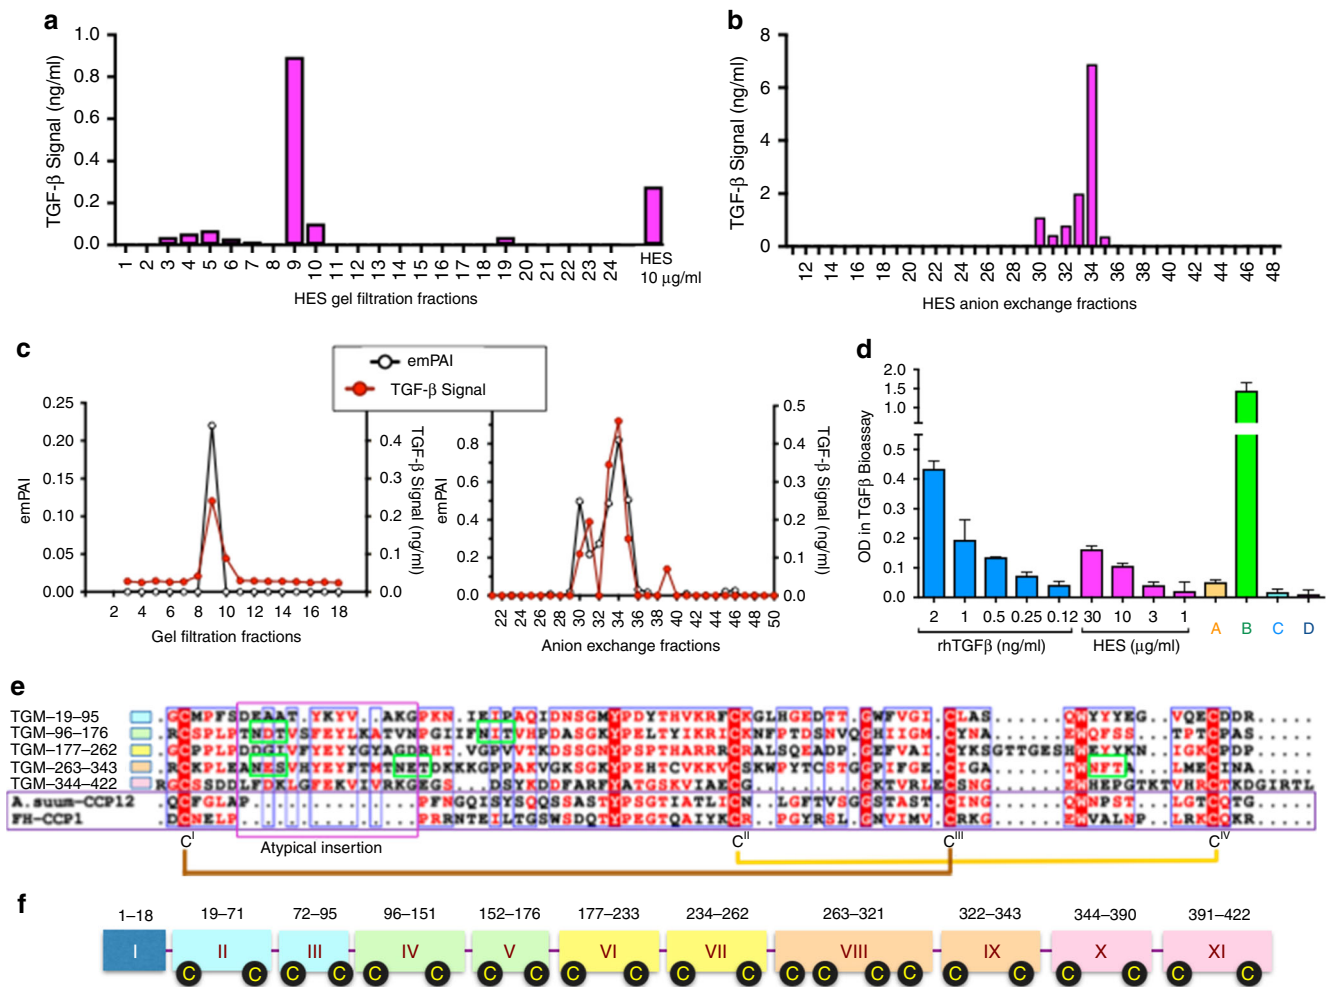 a
TGF-β Signal (ng/ml)
1.0
0.8
0.6
0.4
0.2
0.0
1 2 3 4 5 6 7 8 9 10 11 12 13 14 15 16 17 18 19 20 21 22 23 24
HES
10 μg/ml
HES gel filtration fractions
b
TGF-β Signal (ng/ml)
8
6
4
2
0
12 14 16 18 20 22 24 26 28 30 32 34 36 38 40 42 44 46 48
HES anion exchange fractions
c
emPAI
TGF-β Signal
emPAI
0.25
0.20
0.15
0.10
0.05
0.00
2 4 6 8 10 12 14 16 18
Gel filtration fractions
0.4
0.3
0.2
0.1
0.0
TGF-β Signal (ng/ml)
emPAI
0.8
0.6
0.4
0.2
0.0
22 24 26 28 30 32 34 36 38 40 42 44 46 48 50
Anion exchange fractions
0.5
0.4
0.3
0.2
0.1
0.0
TGF-β Signal (ng/ml)
d
OD in TGFβ Bioassay
2.0
1.5
1.0
0.5
0.4
0.3
0.2
0.1
0.0
2 1 0.5 0.25 0.12 30 10 3 1 A B C D
rhTGFβ (ng/ml) HES (μg/ml)
e
TGM–19–95
TGM–96–176
TGM–177–262
TGM–263–343
TGM–344–422
A.suum–CCP12
FH–CCP1
Atypical insertion
C^I C^II C^III C^IV
f
1–18 19–71 72–95 96–151 152–176 177–233 234–262 263–321 322–343 344–390 391–422
I II III IV V VI VII VIII IX X XI
C C C C C C C C C C C C C C C C C C C C C C